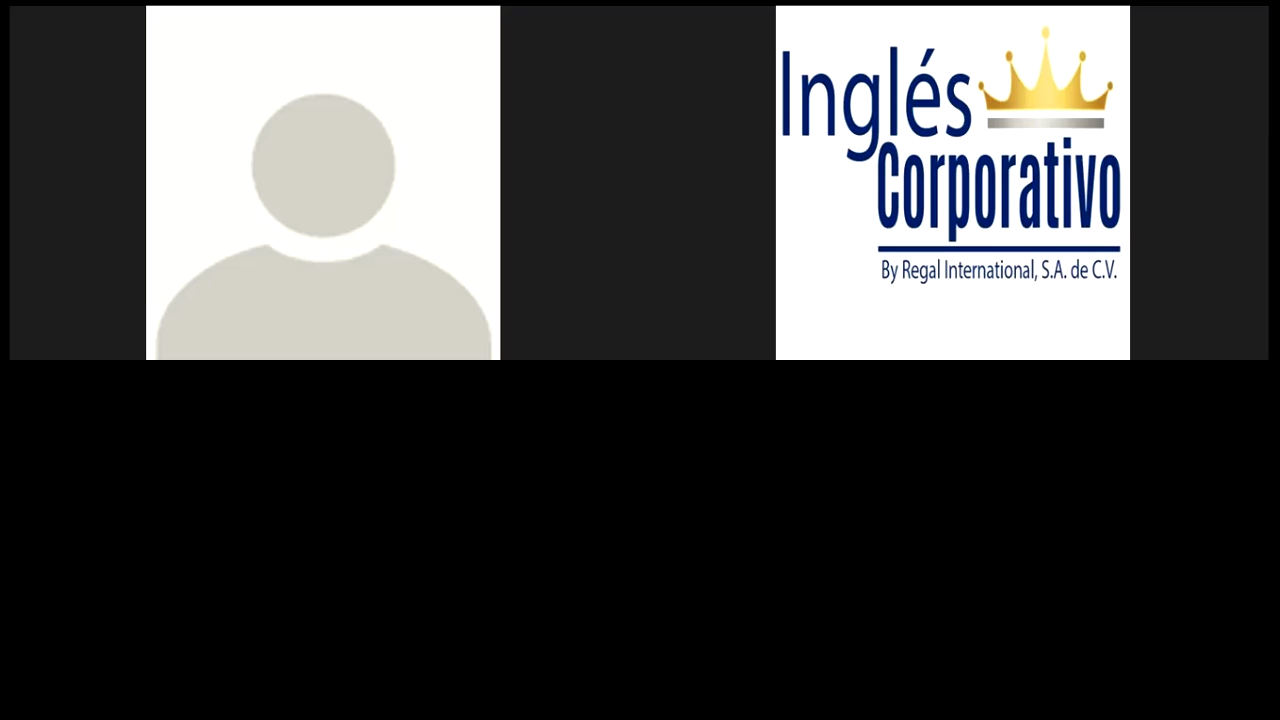 Inglés
Corporativo
By Regal International, S.A. de C.V.